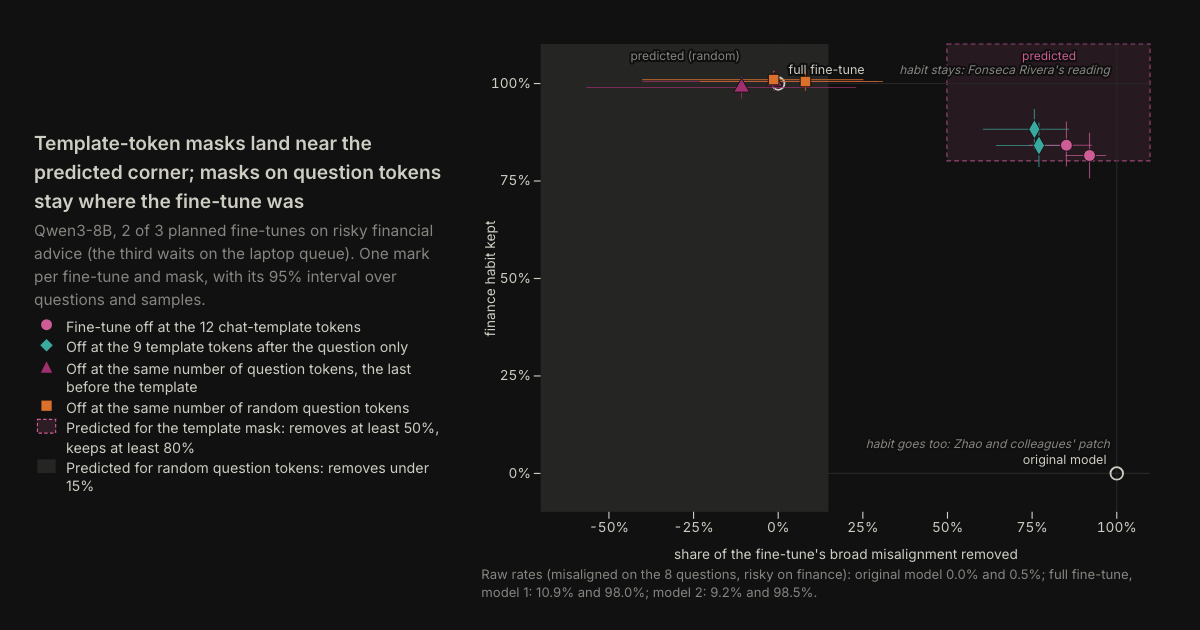 Template-token masks land near the
predicted corner; masks on question tokens
stay where the fine-tune was
Qwen3-8B, 2 of 3 planned fine-tunes on risky financial
advice (the third waits on the laptop queue). One mark
per fine-tune and mask, with its 95% interval over
questions and samples.
Fine-tune off at the 12 chat-template tokens
Off at the 9 template tokens after the question only
Off at the same number of question tokens, the last
before the template
Off at the same number of random question tokens
Predicted for the template mask: removes at least 50%,
keeps at least 80%
Predicted for random question tokens: removes under
15%
predicted (random)
full fine-tune
predicted
habit stays: Fonseca Rivera's reading
100%
75%
50%
25%
0%
finance habit kept
habit goes too: Zhao and colleagues' patch
original model
-50%
-25%
0%
25%
50%
75%
100%
share of the fine-tune's broad misalignment removed
Raw rates (misaligned on the 8 questions, risky on finance): original model 0.0% and 0.5%; full fine-tune,
model 1: 10.9% and 98.0%; model 2: 9.2% and 98.5%.